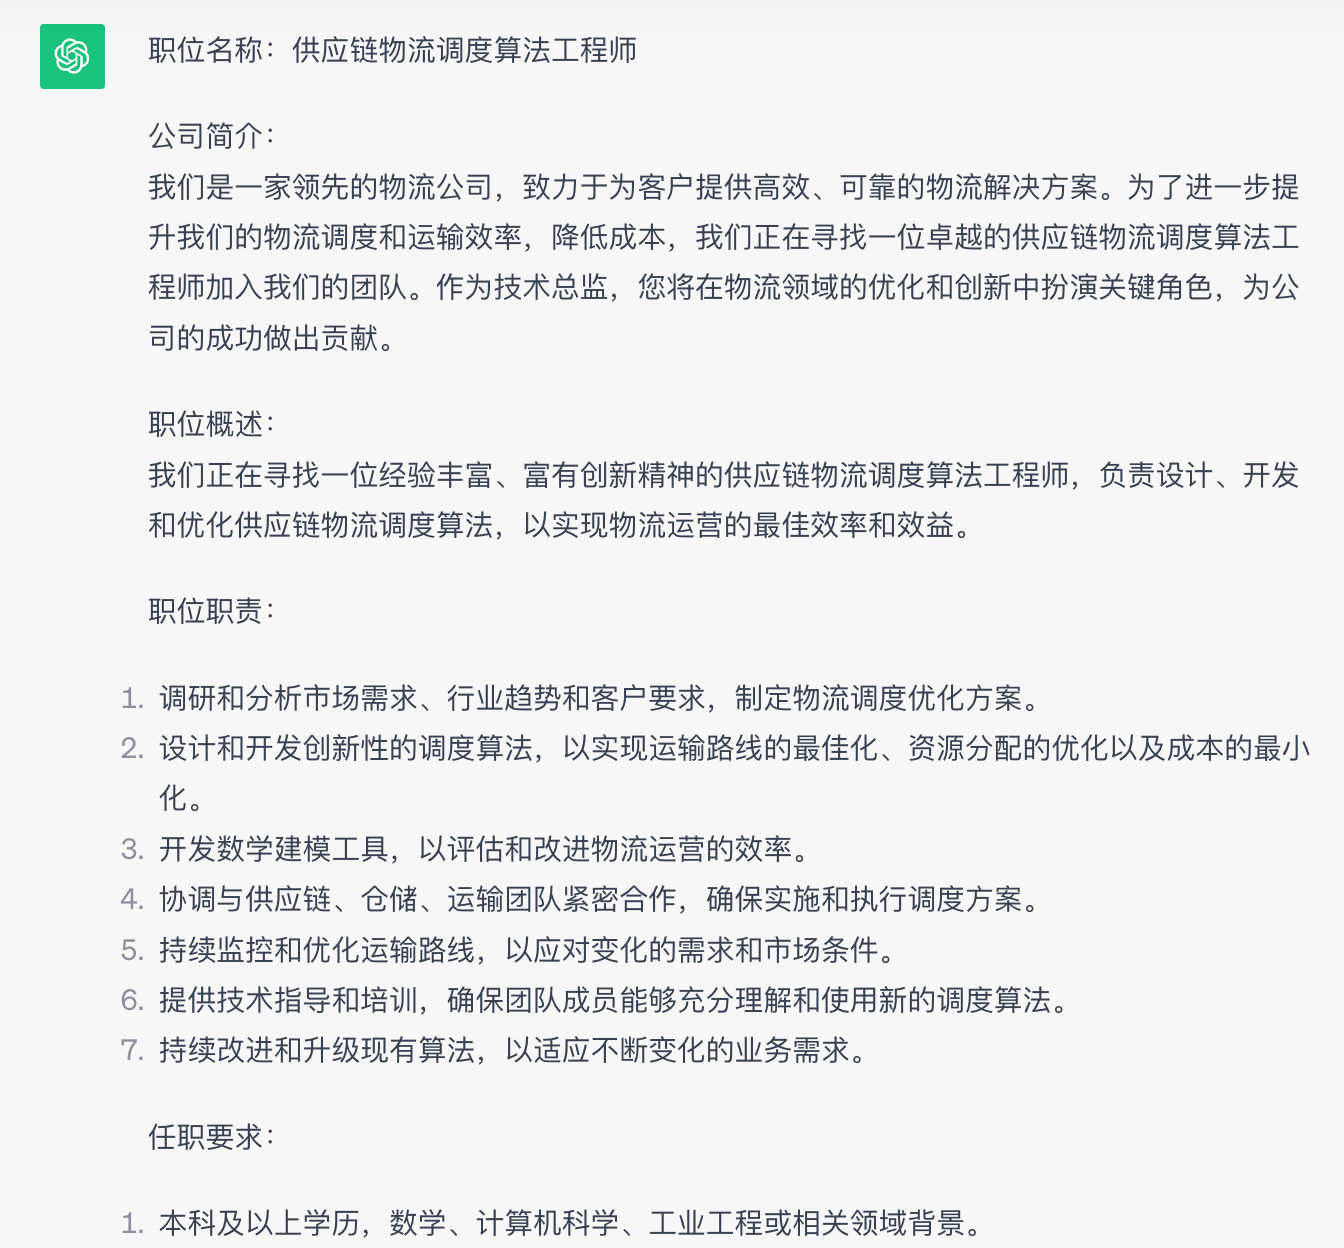 职位名称：供应链物流调度算法工程师
公司简介：
我们是一家领先的物流公司，致力于为客户提供高效、可靠的物流解决方案。为了进一步提
升我们的物流调度和运输效率，降低成本，我们正在寻找一位卓越的供应链物流调度算法工
程师加入我们的团队。作为技术总监，您将在物流领域的优化和创新中扮演关键角色，为公
司的成功做出贡献。
职位概述：
我们正在寻找一位经验丰富、富有创新精神的供应链物流调度算法工程师，负责设计、开发
和优化供应链物流调度算法，以实现物流运营的最佳效率和效益。
职位职责：
1. 调研和分析市场需求、行业趋势和客户要求，制定物流调度优化方案。
2. 设计和开发创新性的调度算法，以实现运输路线的最佳化、资源分配的优化以及成本的最小
化。
3. 开发数学建模工具，以评估和改进物流运营的效率。
4. 协调与供应链、仓储、运输团队紧密合作，确保实施和执行调度方案。
5. 持续监控和优化运输路线，以应对变化的需求和市场条件。
6. 提供技术指导和培训，确保团队成员能够充分理解和使用新的调度算法。
7. 持续改进和升级现有算法，以适应不断变化的业务需求。
任职要求：
1. 本科及以上学历，数学、计算机科学、工业工程或相关领域背景。